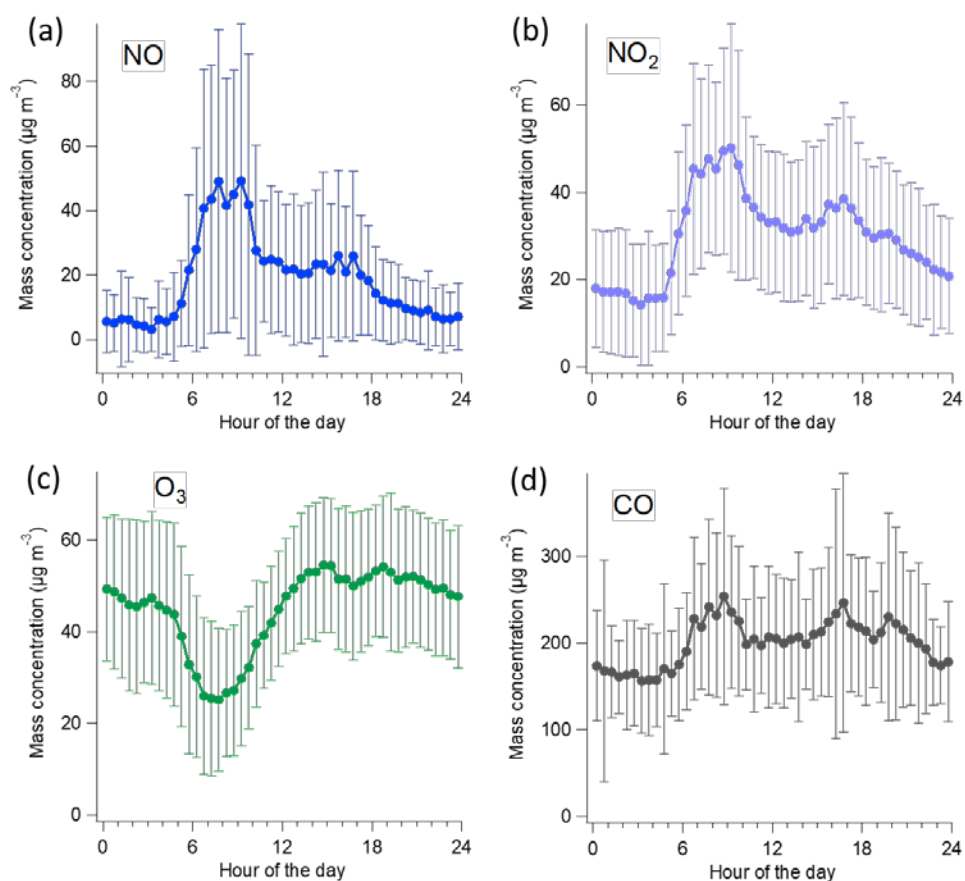 (a)
NO
Mass concentration (µg m⁻³)
80
60
40
20
0
0
6
12
18
24
Hour of the day
(b)
NO₂
Mass concentration (µg m⁻³)
60
40
20
0
0
6
12
18
24
Hour of the day
(c)
O₃
Mass concentration (µg m⁻³)
60
40
20
0
0
6
12
18
24
Hour of the day
(d)
CO
Mass concentration (µg m⁻³)
300
200
100
0
0
6
12
18
24
Hour of the day